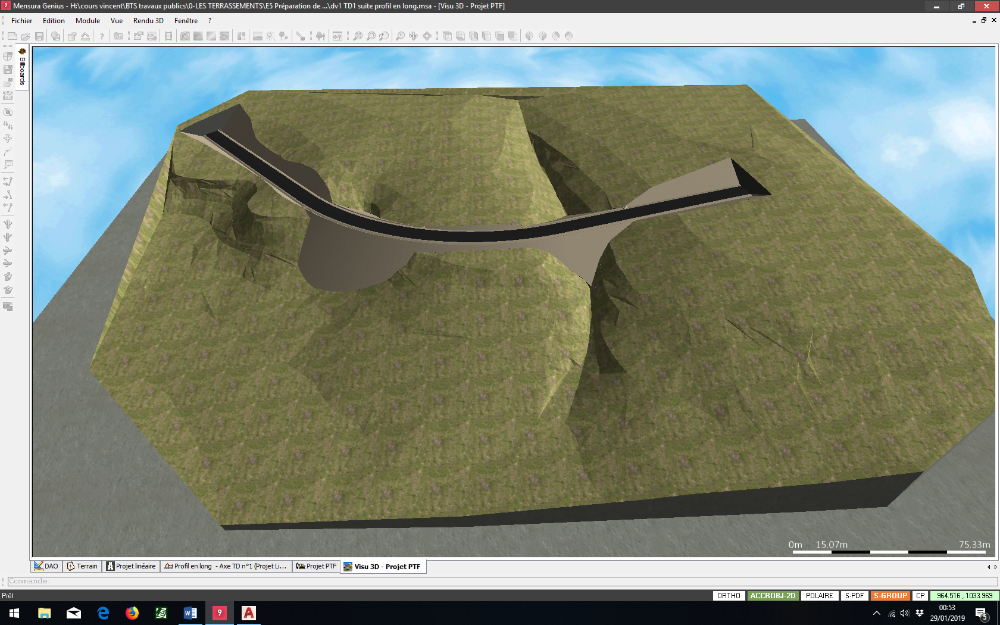 9 Mensura Genius - H:\cours vincent\BTS travaux publics\0-LES TERRASSEMENTS\E5 Préparation de ...\dv1 TD1 suite profil en long.msa - [Visu 3D - Projet PTF]
Fichier Edition Module Vue Rendu 3D Fenêtre ?
Billboards
0m 15.07m 75.33m
DAO Terrain Projet linéaire Profil en long - Axe TD n°1 (Projet Li... Projet PTF Visu 3D - Projet PTF
Commande :
Prêt ORTHO ACCROBJ-2D POLAIRE S-PDF S-GROUP CP 964.516 , 1033.969
00:53
29/01/2019
5